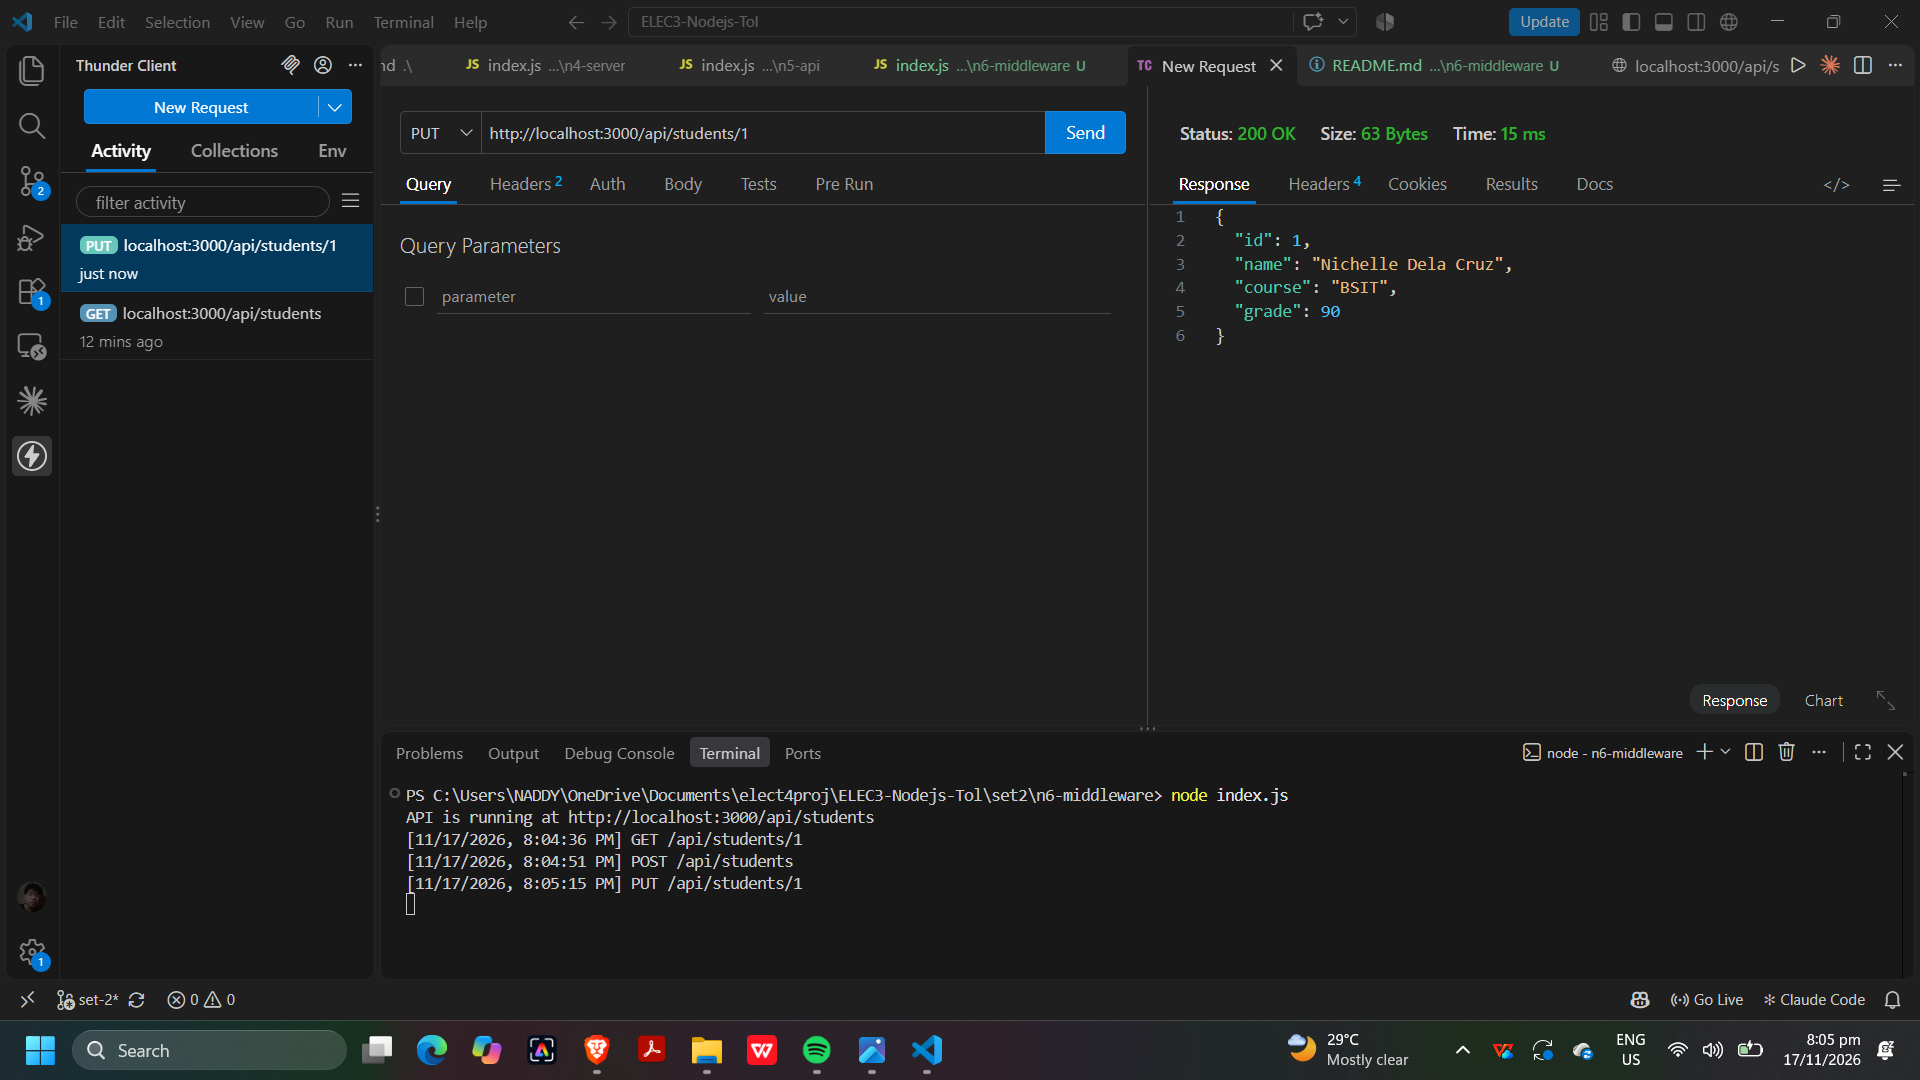 File Edit Selection View Go Run Terminal Help
ELEC3-Nodejs-Tol
Update
Thunder Client
New Request
Activity Collections Env
filter activity
PUT localhost:3000/api/students/1
just now
GET localhost:3000/api/students
12 mins ago
nd .\
JS index.js ...\n4-server
JS index.js ...\n5-api
JS index.js ...\n6-middleware U
TC New Request
README.md ...\n6-middleware U
localhost:3000/api/s
PUT http://localhost:3000/api/students/1 Send
Query Headers 2 Auth Body Tests Pre Run
Query Parameters
parameter value
Status: 200 OK Size: 63 Bytes Time: 15 ms
Response Headers 4 Cookies Results Docs </>
1 {
2 "id": 1,
3 "name": "Nichelle Dela Cruz",
4 "course": "BSIT",
5 "grade": 90
6 }
Response Chart
Problems Output Debug Console Terminal Ports
node - n6-middleware
PS C:\Users\NADDY\OneDrive\Documents\elect4proj\ELEC3-Nodejs-Tol\set2\n6-middleware> node index.js
API is running at http://localhost:3000/api/students
[11/17/2026, 8:04:36 PM] GET /api/students/1
[11/17/2026, 8:04:51 PM] POST /api/students
[11/17/2026, 8:05:15 PM] PUT /api/students/1
2
1
1
set-2* 0 0
Go Live Claude Code
Search
29°C
Mostly clear
ENG
US
8:05 pm
17/11/2026